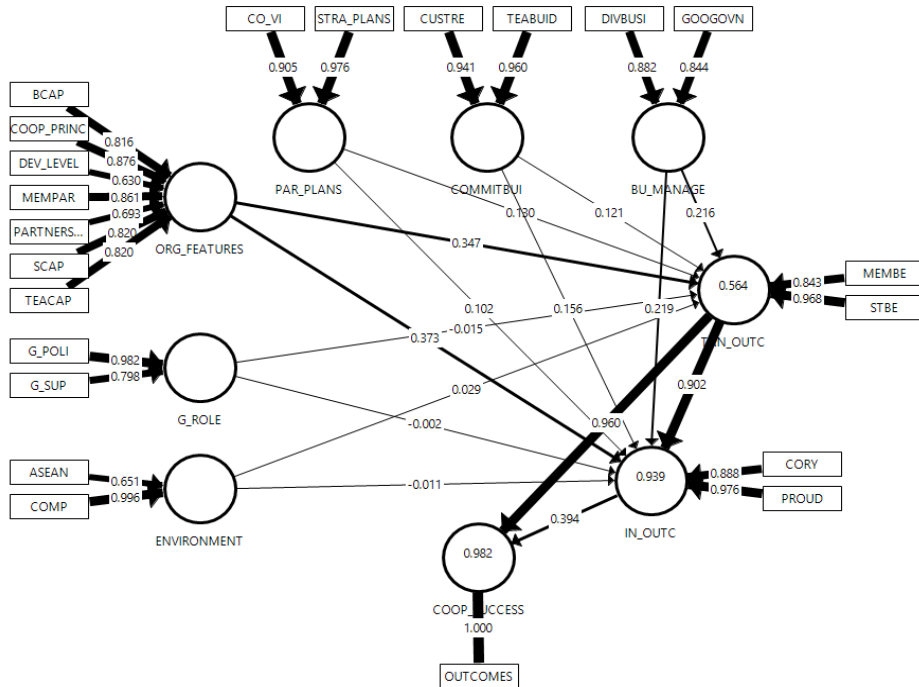 CO_VI
STRA_PLANS
CUSTRE
TEABUID
DIVBUSI
GOOGOVN
0.905
0.976
0.941
0.960
0.882
0.844
BCAP
COOP_PRINC
DEV_LEVEL
MEMPAR
PARTNERS...
SCAP
TEACAP
0.816
0.876
0.630
0.861
0.693
0.820
0.820
PAR_PLANS
COMMITBUI
BU_MANAGE
ORG_FEATURES
0.130
0.121
0.216
0.347
0.564
0.843
0.968
MEMBE
STBE
TAN_OUTC
0.102
-0.015
0.156
0.219
0.373
G_POLI
G_SUP
0.982
0.798
G_ROLE
0.029
-0.002
0.960
0.902
ASEAN
COMP
0.651
0.996
ENVIRONMENT
-0.011
0.939
0.888
0.976
CORY
PROUD
IN_OUTC
0.394
0.982
COOP_SUCCESS
1.000
OUTCOMES